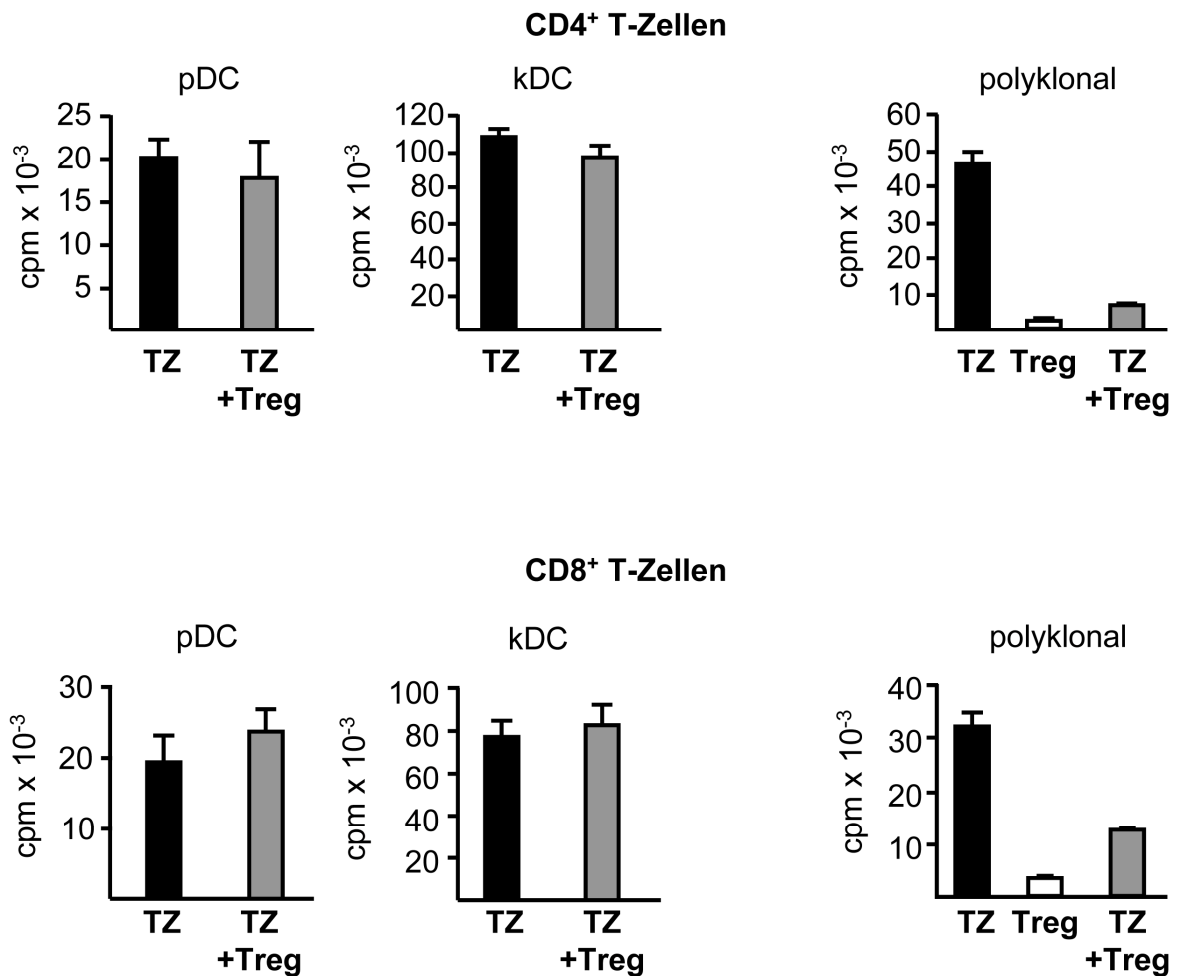 CD4⁺ T-Zellen
pDC
cpm x 10⁻³
25
20
15
10
5
TZ TZ
+Treg
kDC
cpm x 10⁻³
120
100
80
60
40
20
TZ TZ
+Treg
polyklonal
cpm x 10⁻³
60
50
40
30
20
10
TZ Treg TZ
+Treg
CD8⁺ T-Zellen
pDC
cpm x 10⁻³
30
20
10
TZ TZ
+Treg
kDC
cpm x 10⁻³
100
80
60
40
20
TZ TZ
+Treg
polyklonal
cpm x 10⁻³
40
30
20
10
TZ Treg TZ
+Treg